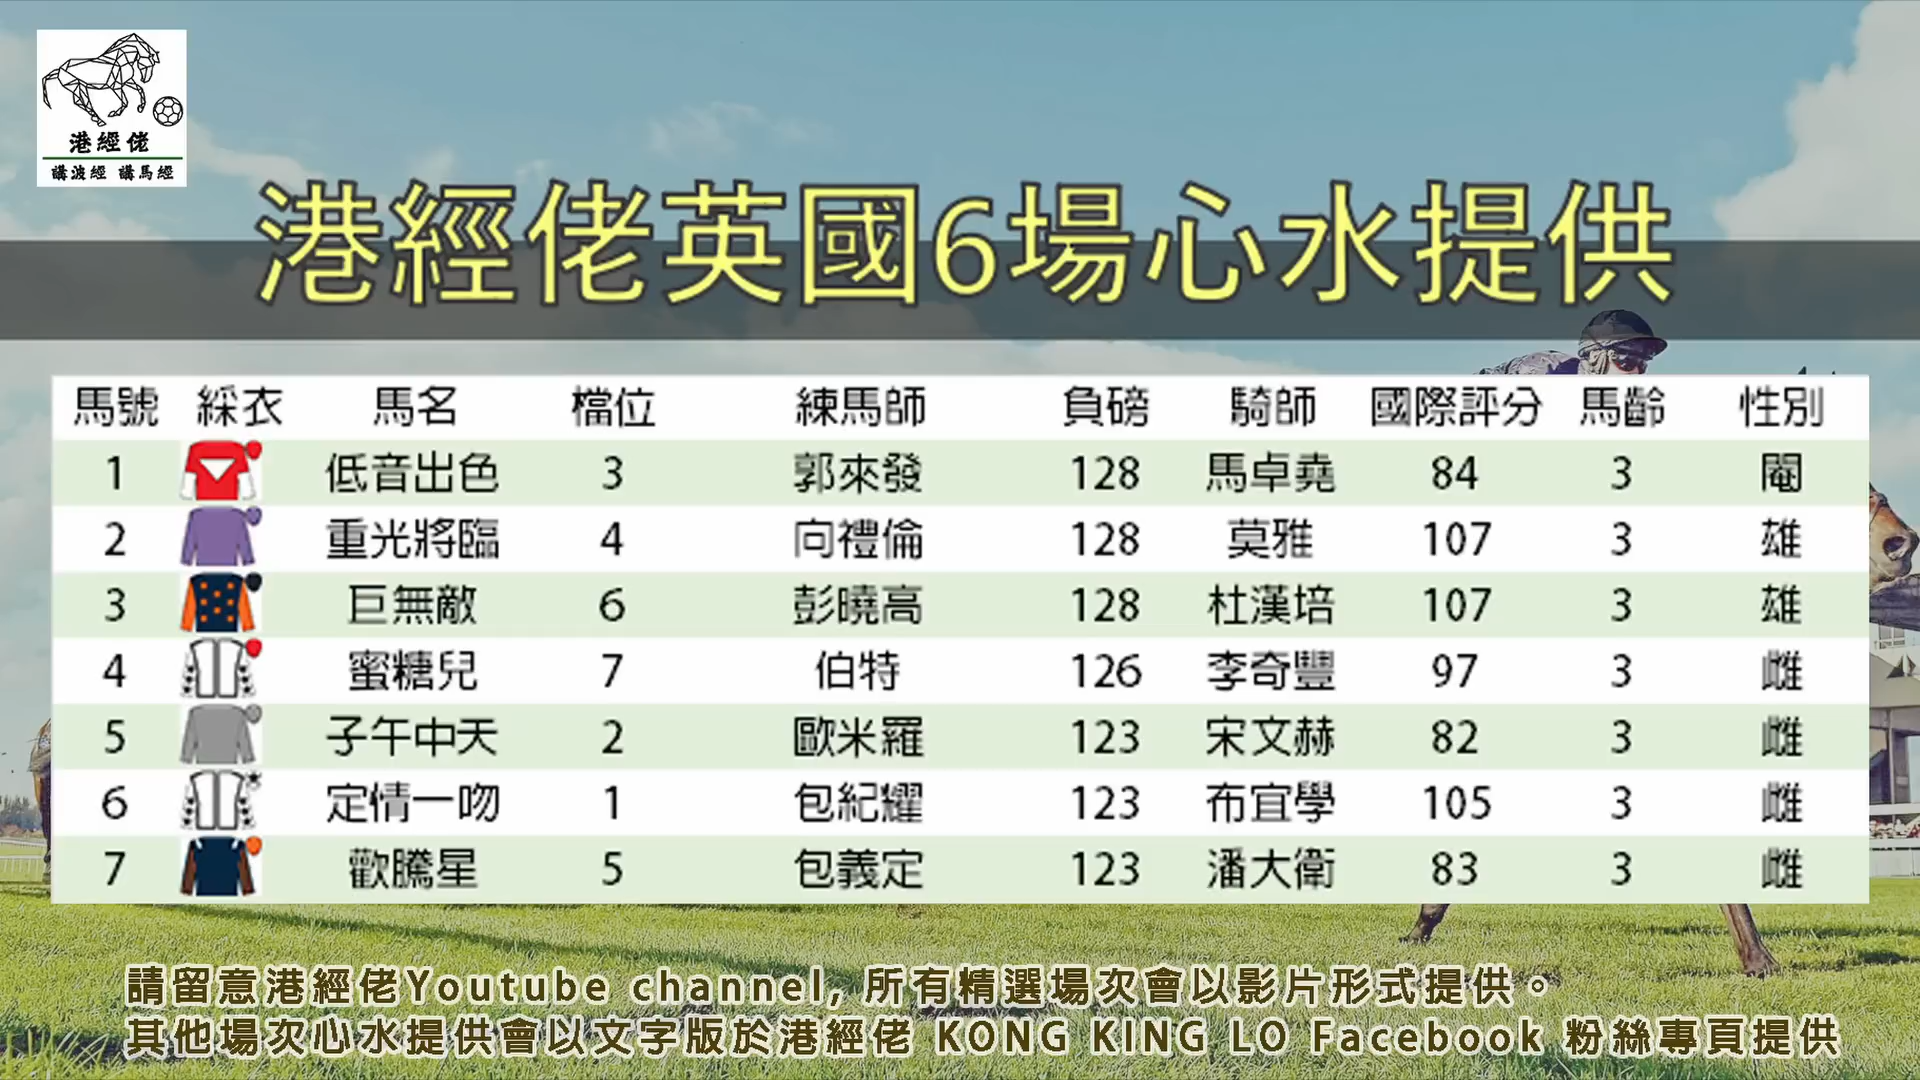 港經佬
講波經 講馬經
港經佬英國6場心水提供
馬號 綵衣 馬名 檔位 練馬師 負磅 騎師 國際評分 馬齡 性別
1 低音出色 3 郭來發 128 馬卓堯 84 3 閹
2 重光將臨 4 向禮倫 128 莫雅 107 3 雄
3 巨無敵 6 彭曉高 128 杜漢培 107 3 雄
4 蜜糖兒 7 伯特 126 李奇豐 97 3 雌
5 子午中天 2 歐米羅 123 宋文赫 82 3 雌
6 定情一吻 1 包紀耀 123 布宜學 105 3 雌
7 歡騰星 5 包義定 123 潘大衛 83 3 雌
請留意港經佬Youtube channel, 所有精選場次會以影片形式提供。
其他場次心水提供會以文字版於港經佬 KONG KING LO Facebook 粉絲專頁提供